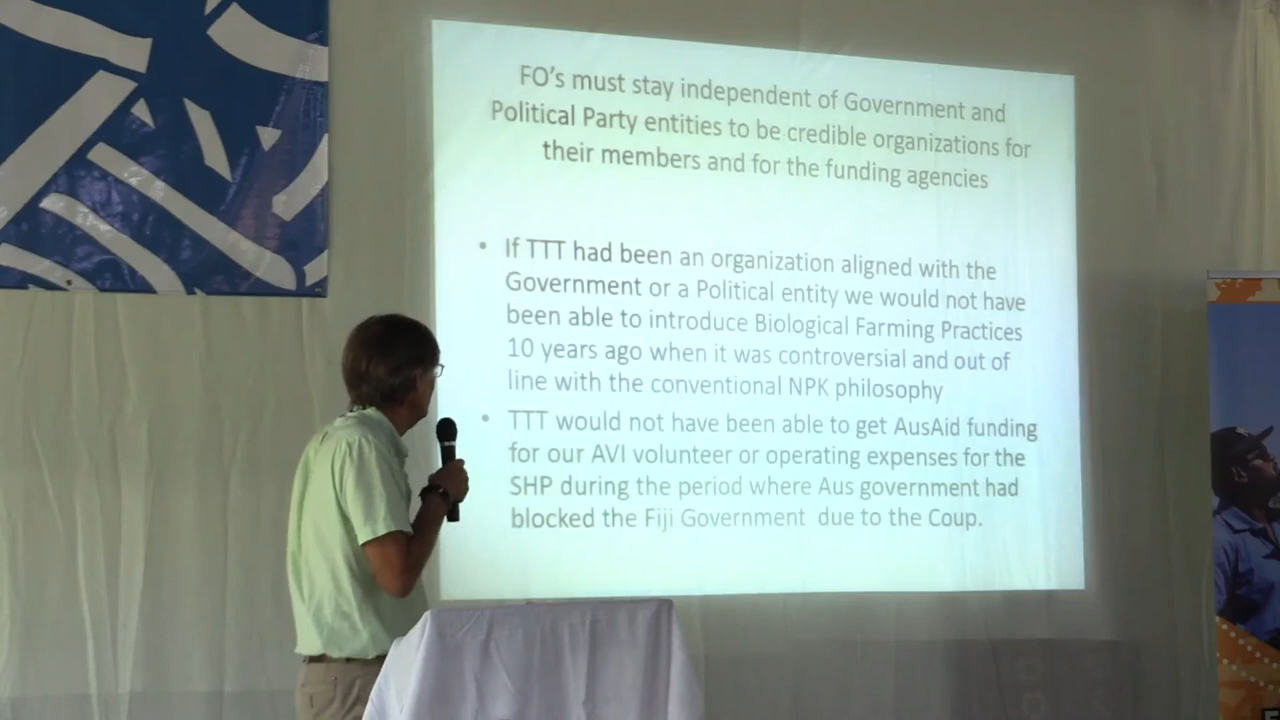 FO's must stay independent of Government and
Political Party entities to be credible organizations for
their members and for the funding agencies
• If TTT had been an organization aligned with the
Government or a Political entity we would not have
been able to introduce Biological Farming Practices
10 years ago when it was controversial and out of
line with the conventional NPK philosophy
• TTT would not have been able to get AusAid funding
for our AVI volunteer or operating expenses for the
SHP during the period where Aus government had
blocked the Fiji Government due to the Coup.